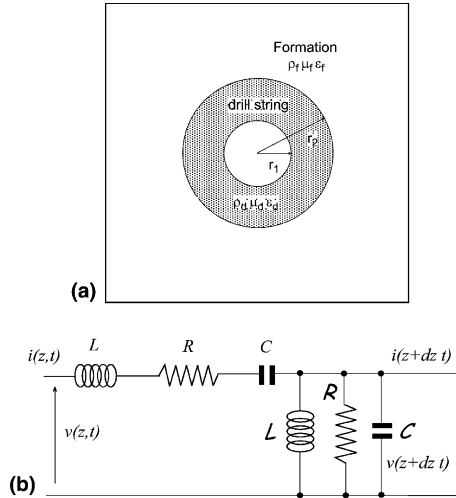 Formation
ρf μf εf
drill string
r2
r1
ρd μd εd
(a)
i(z,t) L R C i(z+dz t)
L R C
v(z,t) v(z+dz t)
(b)